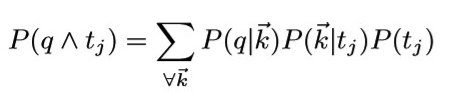 P(q ∧ t_j) = ∑_{∀k⃗} P(q|k⃗)P(k⃗|t_j)P(t_j)